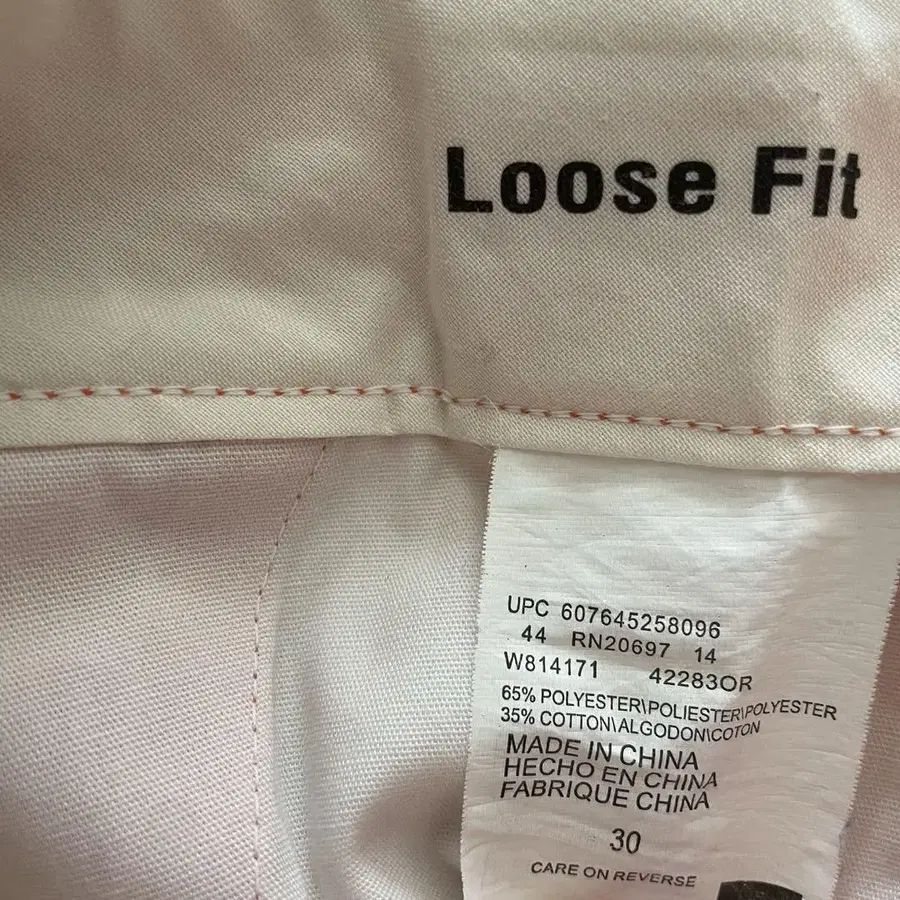 Loose Fit
UPC 607645258096
44 RN20697 14
W814171 42283OR
65% POLYESTER\POLIESTER\POLYESTER
35% COTTON\ALGODON\COTON
MADE IN CHINA
HECHO EN CHINA
FABRIQUE CHINA
30
CARE ON REVERSE